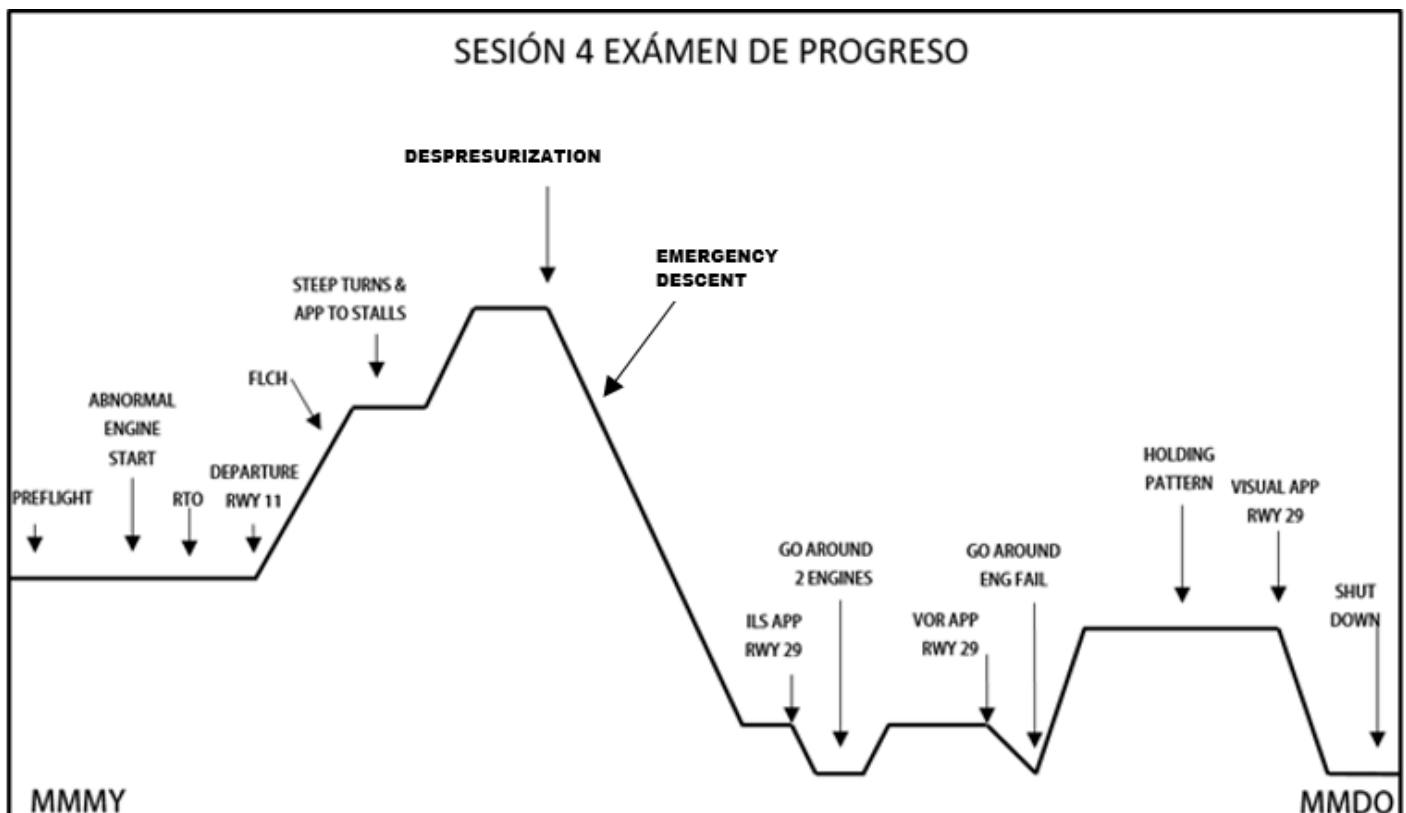 SESIÓN 4 EXÁMEN DE PROGRESO
DESPRESURIZATION
EMERGENCY
DESCENT
STEEP TURNS &
APP TO STALLS
FLCH
ABNORMAL
ENGINE
START
PREFLIGHT
RTO
DEPARTURE
RWY 11
HOLDING
PATTERN
VISUAL APP
RWY 29
GO AROUND
2 ENGINES
GO AROUND
ENG FAIL
ILS APP
RWY 29
VOR APP
RWY 29
SHUT
DOWN
MMMY
MMDO